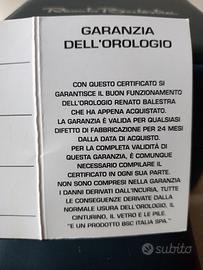 Renato Balestra
GARANZIA
DELL'OROLOGIO
CON QUESTO CERTIFICATO SI
GARANTISCE IL BUON FUNZIONAMENTO
DELL'OROLOGIO RENATO BALESTRA
CHE HA APPENA ACQUISTATO.
LA GARANZIA È VALIDA PER QUALSIASI
DIFETTO DI FABBRICAZIONE PER 24 MESI
DALLA DATA DI ACQUISTO.
PER LA COMPLETA VALIDITÀ DI
QUESTA GARANZIA, È COMUNQUE
NECESSARIO COMPILARE IL
CERTIFICATO IN OGNI SUA PARTE.
NON SONO COMPRESI NELLA GARANZIA
I DANNI DERIVATI DALL'INCURIA, TUTTE
LE CONSEGUENZE DERIVATE DALLA
NORMALE USURA DELL'OROLOGIO, IL
CINTURINO, IL VETRO E LE PILE.
"E UN PRODOTTO BSC ITALIA SPA."
subito